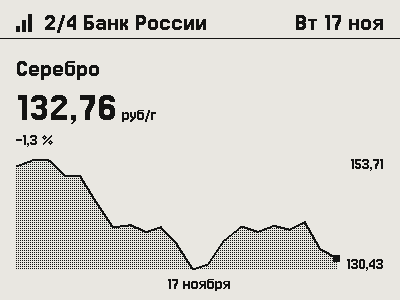 2/4 Банк России
Вт 17 ноя
Серебро
132,76 руб/г
−1,3 %
153,71
130,43
17 ноября